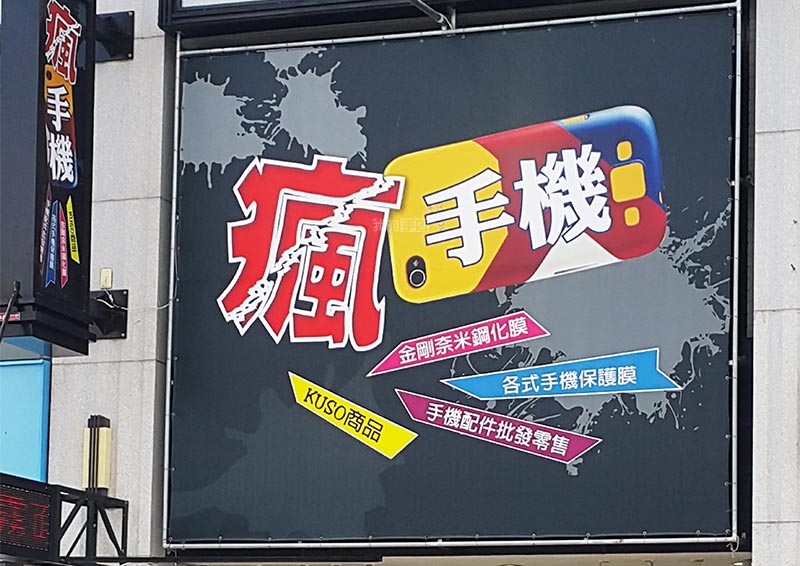 瘋
手機
瘋手機
金剛奈米鋼化膜
各式手機保護膜
手機配件批發零售
KUSO商品